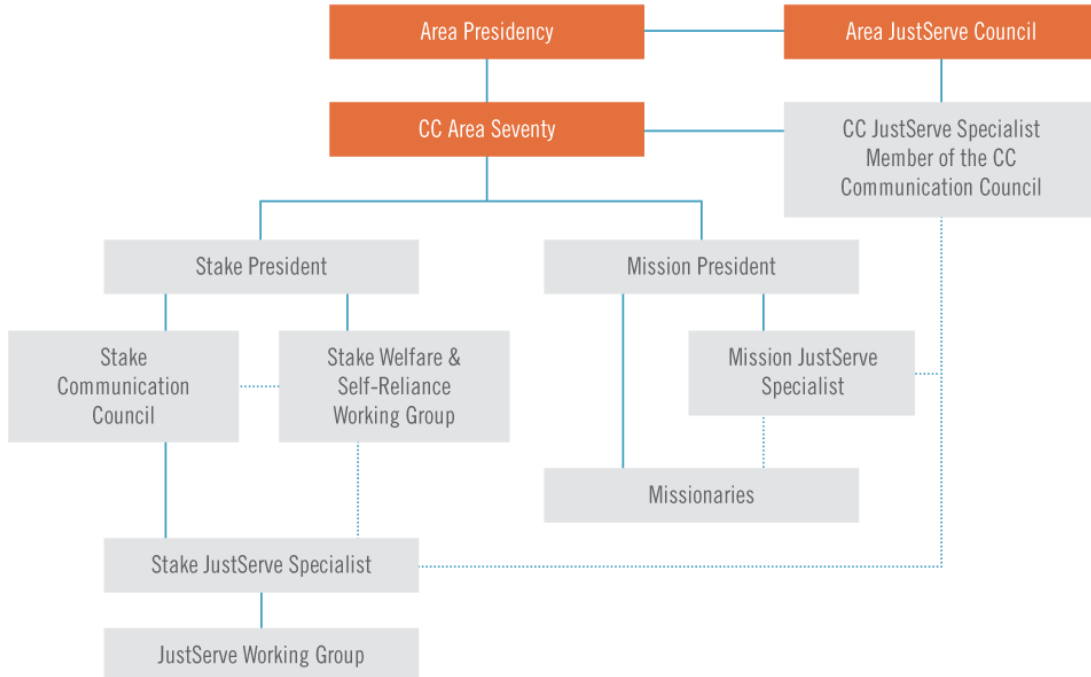 Area Presidency
Area JustServe Council
CC Area Seventy
CC JustServe Specialist
Member of the CC
Communication Council
Stake President
Mission President
Stake
Communication
Council
Stake Welfare &
Self-Reliance
Working Group
Mission JustServe
Specialist
Missionaries
Stake JustServe Specialist
JustServe Working Group